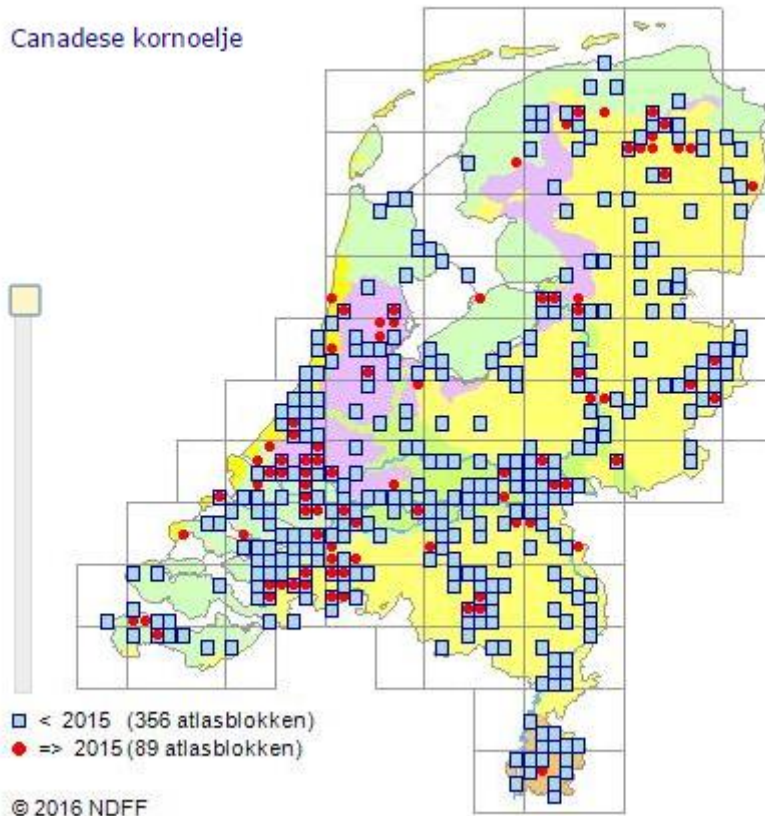 Canadese kornoelje
< 2015 (356 atlasblokken)
=> 2015 (89 atlasblokken)
© 2016 NDFF